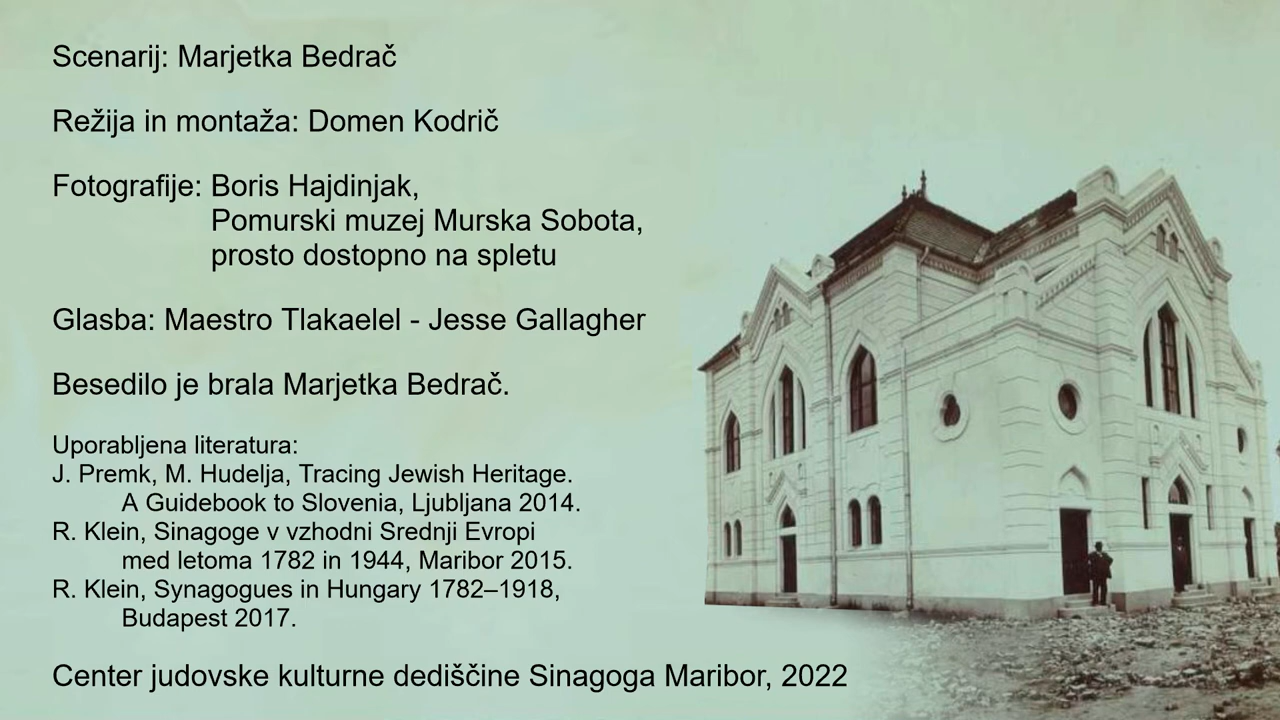 Scenarij: Marjetka Bedrač
Režija in montaža: Domen Kodrič
Fotografije: Boris Hajdinjak,
Pomurski muzej Murska Sobota,
prosto dostopno na spletu
Glasba: Maestro Tlakaelel - Jesse Gallagher
Besedilo je brala Marjetka Bedrač.
Uporabljena literatura:
J. Premk, M. Hudelja, Tracing Jewish Heritage.
A Guidebook to Slovenia, Ljubljana 2014.
R. Klein, Sinagoge v vzhodni Srednji Evropi
med letoma 1782 in 1944, Maribor 2015.
R. Klein, Synagogues in Hungary 1782–1918,
Budapest 2017.
Center judovske kulturne dediščine Sinagoga Maribor, 2022